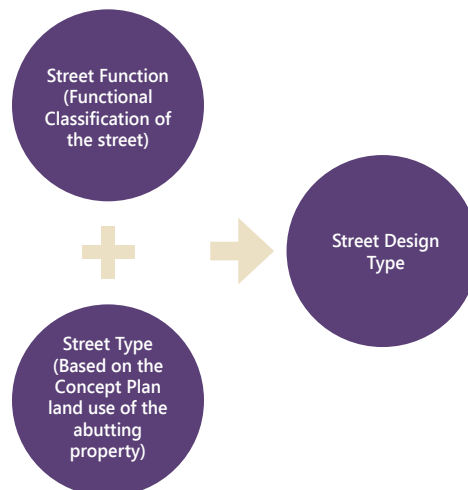 Street Function
(Functional
Classification of
the street)
Street Type
(Based on the
Concept Plan
land use of the
abutting
property)
Street Design
Type